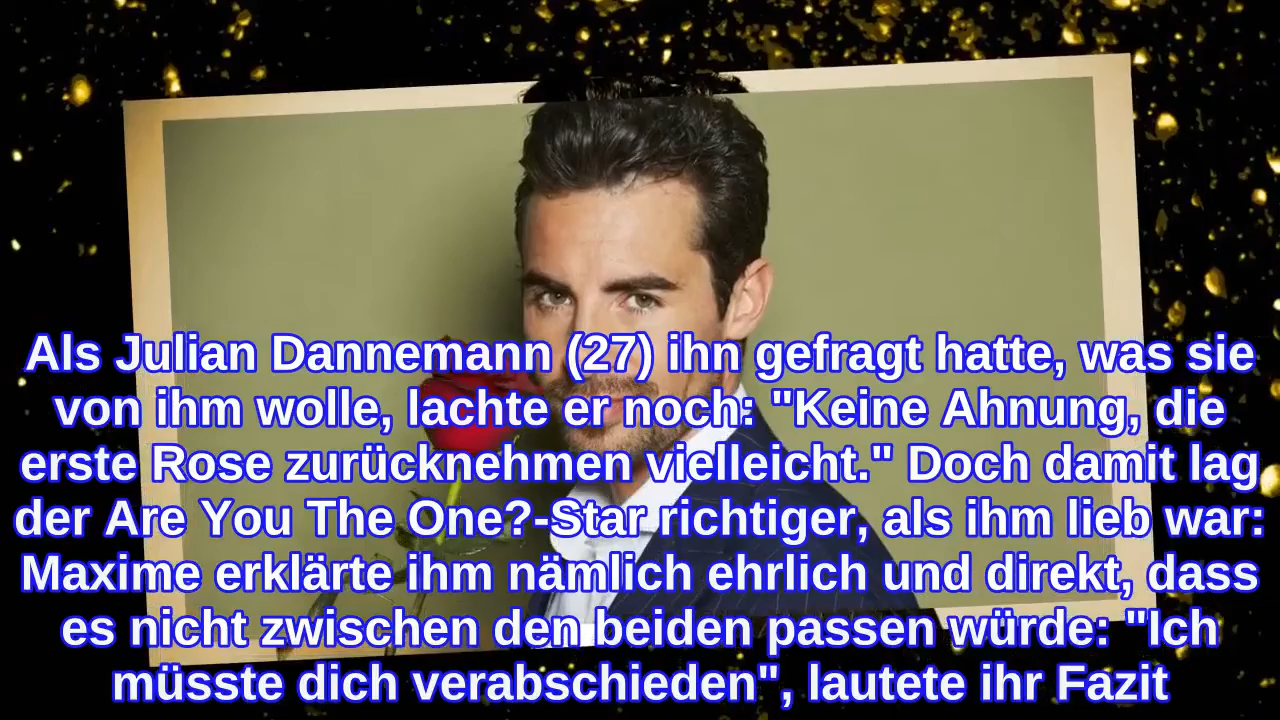 Als Julian Dannemann (27) ihn gefragt hatte, was sie
von ihm wolle, lachte er noch: "Keine Ahnung, die
erste Rose zurücknehmen vielleicht." Doch damit lag
der Are You The One?-Star richtiger, als ihm lieb war:
Maxime erklärte ihm nämlich ehrlich und direkt, dass
es nicht zwischen den beiden passen würde: "Ich
müsste dich verabschieden", lautete ihr Fazit